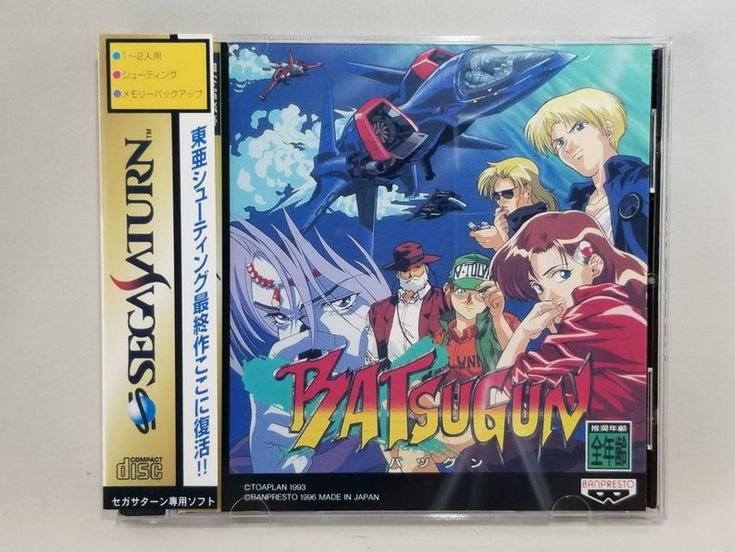 1〜2人用
シューティング
メモリーバックアップ
SEGA SATURN™
東亜シューティング最終作ここに復活!!
COMPACT
disc
セガサターン専用ソフト
BATSUGUN
バツグン
推奨年齢
全年齢
BANPRESTO
©TOAPLAN 1993
©BANPRESTO 1996 MADE IN JAPAN